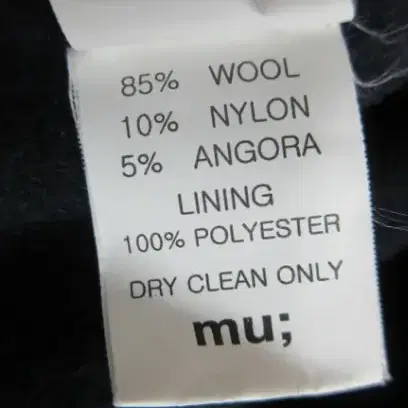 85% WOOL
10% NYLON
5% ANGORA
LINING
100% POLYESTER
DRY CLEAN ONLY
mu;